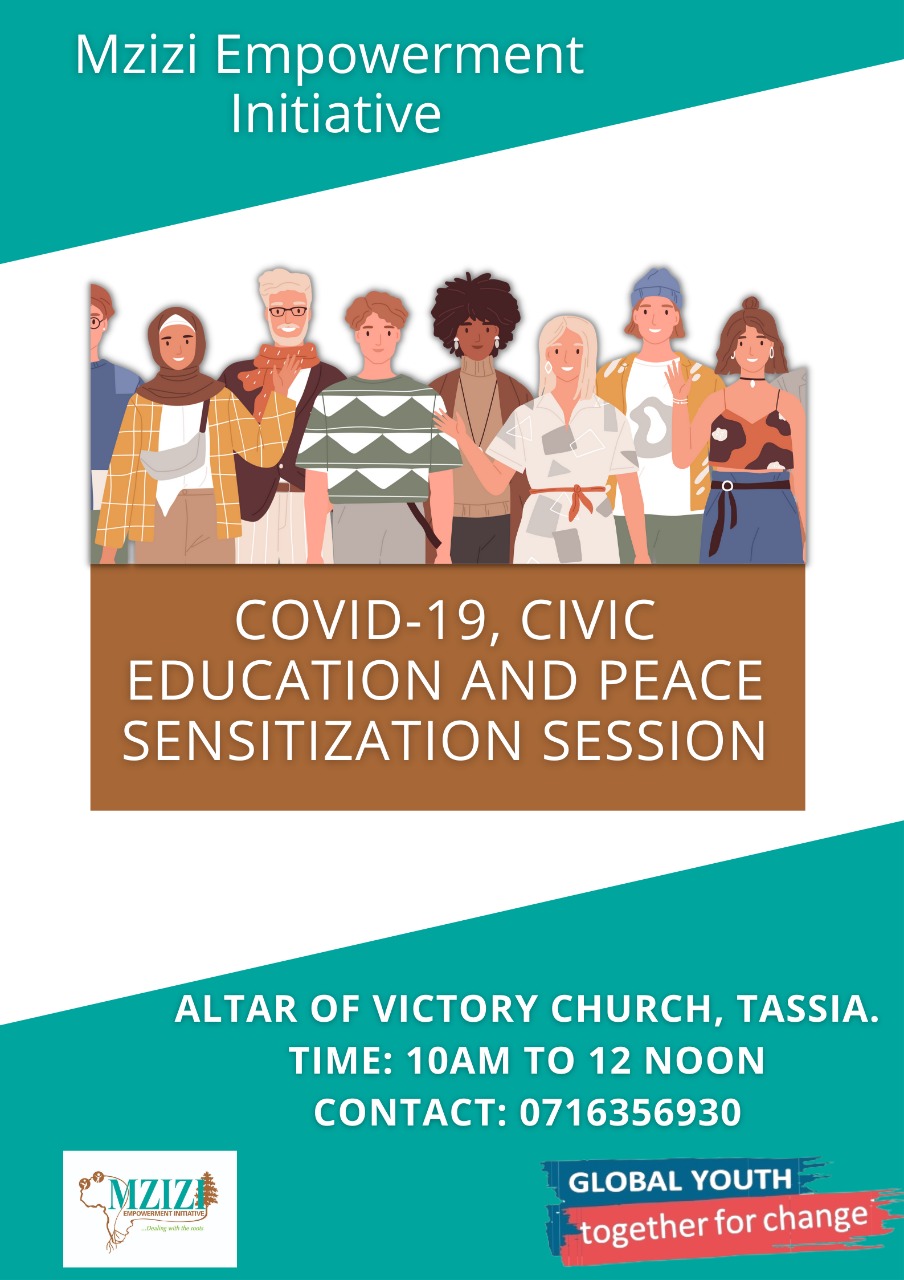 Mzizi Empowerment
Initiative
COVID-19, CIVIC
EDUCATION AND PEACE
SENSITIZATION SESSION
ALTAR OF VICTORY CHURCH, TASSIA.
TIME: 10AM TO 12 NOON
CONTACT: 0716356930
MZIZI
EMPOWERMENT INITIATIVE
...Dealing with the roots
GLOBAL YOUTH
together for change